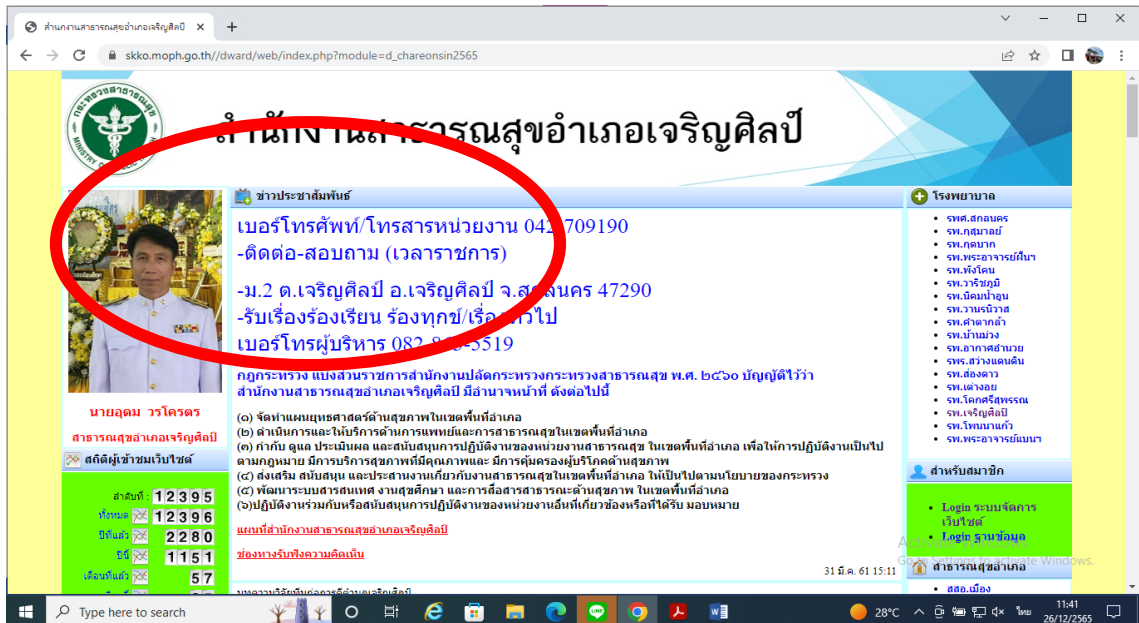 สำนักงานสาธารณสุขอำเภอเจริญศิลป์
skko.moph.go.th//dward/web/index.php?module=d_chareonsin2565
สำนักงานสาธารณสุขอำเภอเจริญศิลป์
ข่าวประชาสัมพันธ์
เบอร์โทรศัพท์/โทรสารหน่วยงาน 042 709190
-ติดต่อ-สอบถาม (เวลาราชการ)
-ม.2 ต.เจริญศิลป์ อ.เจริญศิลป์ จ.สกลนคร 47290
-รับเรื่องร้องเรียน ร้องทุกข์/เรื่องทั่วไป
เบอร์โทรผู้บริหาร
กฎกระทรวง แบ่งส่วนราชการสำนักงานปลัดกระทรวงกระทรวงสาธารณสุข พ.ศ. ๒๕๖๐ บัญญัติไว้ว่า
สำนักงานสาธารณสุขอำเภอเจริญศิลป์ มีอำนาจหน้าที่ ดังต่อไปนี้
(๑) จัดทำแผนยุทธศาสตร์ด้านสุขภาพในเขตพื้นที่อำเภอ
(๒) ดำเนินการและให้บริการด้านการแพทย์และการสาธารณสุขในเขตพื้นที่อำเภอ
(๓) กำกับ ดูแล ประเมินผล และสนับสนุนการปฏิบัติงานของหน่วยงานสาธารณสุข ในเขตพื้นที่อำเภอ เพื่อให้การปฏิบัติงานเป็นไป
ตามกฎหมาย มีการบริการสุขภาพที่มีคุณภาพและ มีการคุ้มครองผู้บริโภคด้านสุขภาพ
(๔) ส่งเสริม สนับสนุน และประสานงานเกี่ยวกับงานสาธารณสุขในเขตพื้นที่อำเภอ ให้เป็นไปตามนโยบายของกระทรวง
(๕) พัฒนาระบบสารสนเทศ งานสุขศึกษา และการสื่อสารสาธารณะด้านสุขภาพ ในเขตพื้นที่อำเภอ
(๖)ปฏิบัติงานร่วมกับหรือสนับสนุนการปฏิบัติงานของหน่วยงานอื่นที่เกี่ยวข้องหรือที่ได้รับ มอบหมาย
แผนที่สำนักงานสาธารณสุขอำเภอเจริญศิลป์
ช่องทางรับฟังความคิดเห็น
31 มี.ค. 61 15:11
นายอุดม วรโคตร
สาธารณสุขอำเภอเจริญศิลป์
สถิติผู้เข้าชมเว็บไซต์
ลำดับที่ : 12395
ทั้งหมด 12396
ปีที่แล้ว 2280
ปีนี้ 1151
เดือนที่แล้ว 57
โรงพยาบาล
รพศ.สกลนคร
รพ.กุสุมาลย์
รพ.กุดบาก
รพ.พระอาจารย์ฝั้นฯ
รพ.พังโคน
รพ.วาริชภูมิ
รพ.นิคมน้ำอูน
รพ.วานรนิวาส
รพ.คำตากล้า
รพ.บ้านม่วง
รพ.อากาศอำนวย
รพร.สว่างแดนดิน
รพ.ส่องดาว
รพ.เต่างอย
รพ.โคกศรีสุพรรณ
รพ.เจริญศิลป์
รพ.โพนนาแก้ว
รพ.พระอาจารย์แบนฯ
สำหรับสมาชิก
Login ระบบจัดการ
เว็บไซต์
Login ฐานข้อมูล
Go to Settings to activate Windows.
สาธารณสุขอำเภอ
สสอ.เมือง
Type here to search
28°C
ไทย
11:41
26/12/2565